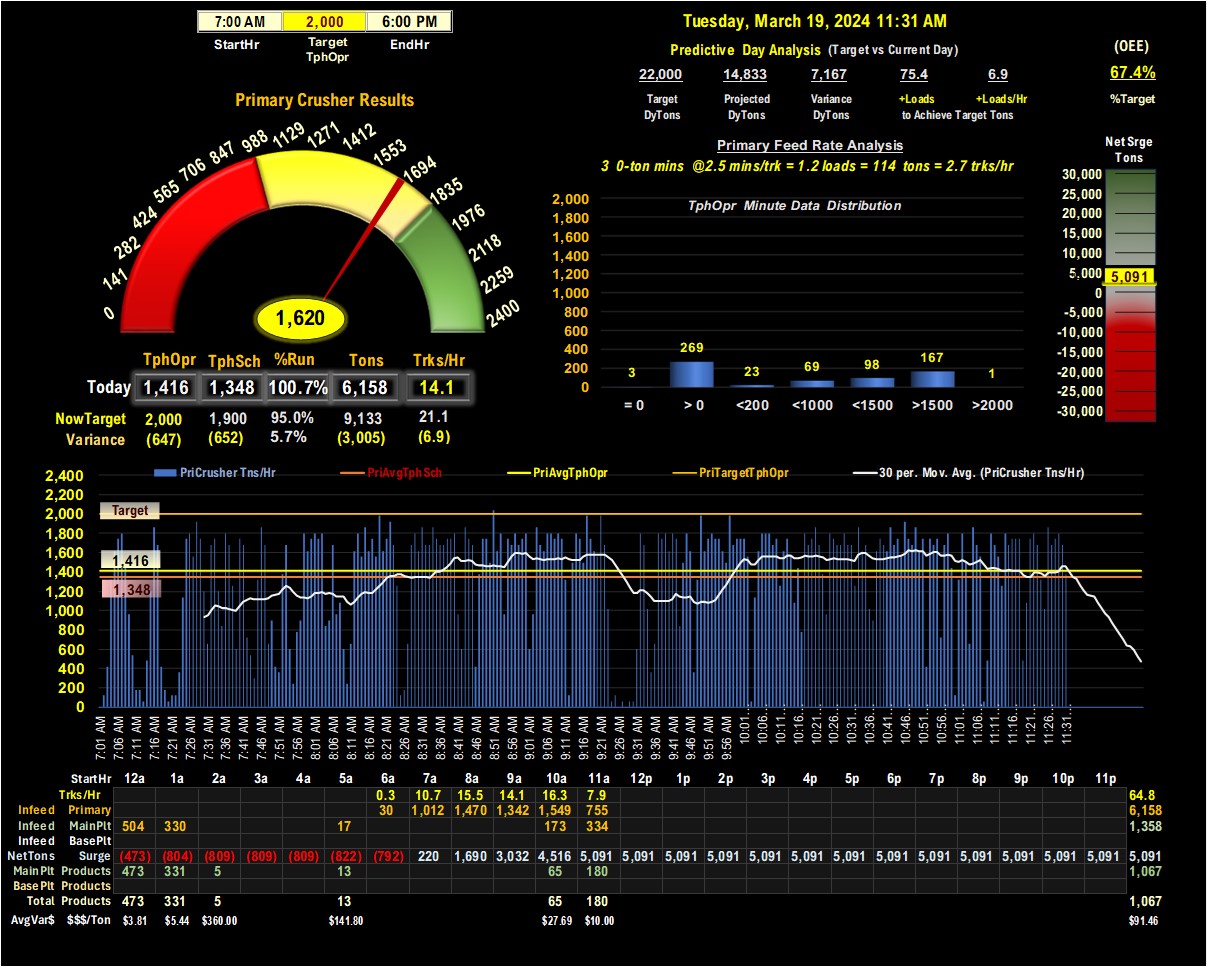 7:00 AM 2,000 6:00 PM
StartHr Target TphOpr EndHr
Tuesday, March 19, 2024 11:31 AM
Predictive Day Analysis (Target vs Current Day)
22,000 14,833 7,167 75.4 6.9
Target DyTons Projected DyTons Variance DyTons +Loads +Loads/Hr
to Achieve Target Tons
(OEE)
67.4%
%Target
Primary Crusher Results
0 141 282 424 565 706 847 988 1129 1271 1412 1553 1694 1835 1976 2118 2259 2400
1,620
TphOpr TphSch %Run Tons Trks/Hr
Today 1,416 1,348 100.7% 6,158 14.1
NowTarget 2,000 1,900 95.0% 9,133 21.1
Variance (647) (652) 5.7% (3,005) (6.9)
Primary Feed Rate Analysis
3 0-ton mins @2.5 mins/trk = 1.2 loads = 114 tons = 2.7 trks/hr
TphOpr Minute Data Distribution
2,000
1,800
1,600
1,400
1,200
1,000
800
600
400
200
0
3 269 23 69 98 167 1
= 0 > 0 <200 <1000 <1500 >1500 >2000
Net Srge
Tons
30,000
25,000
20,000
15,000
10,000
5,000
5,091
0
-5,000
-10,000
-15,000
-20,000
-25,000
-30,000
PriCrusher Tns/Hr PriAvgTphSch PriAvgTphOpr PriTargetTphOpr 30 per. Mov. Avg. (PriCrusher Tns/Hr)
2,400
2,200
2,000
1,800
1,600
1,400
1,200
1,000
800
600
400
200
0
Target
1,416
1,348
7:01 AM 7:06 AM 7:11 AM 7:16 AM 7:21 AM 7:26 AM 7:31 AM 7:36 AM 7:41 AM 7:46 AM 7:51 AM 7:56 AM 8:01 AM 8:06 AM 8:11 AM 8:16 AM 8:21 AM 8:26 AM 8:31 AM 8:36 AM 8:41 AM 8:46 AM 8:51 AM 8:56 AM 9:01 AM 9:06 AM 9:11 AM 9:16 AM 9:21 AM 9:26 AM 9:31 AM 9:36 AM 9:41 AM 9:46 AM 9:51 AM 9:56 AM 10:01... 10:06... 10:11... 10:16... 10:21... 10:26... 10:31... 10:36... 10:41... 10:46... 10:51... 10:56... 11:01... 11:06... 11:11... 11:16... 11:21... 11:26... 11:31...
StartHr 12a 1a 2a 3a 4a 5a 6a 7a 8a 9a 10a 11a 12p 1p 2p 3p 4p 5p 6p 7p 8p 9p 10p 11p
Trks/Hr 0.3 10.7 15.5 14.1 16.3 7.9 64.8
Infeed Primary 30 1,012 1,470 1,342 1,549 755 6,158
Infeed MainPlt 504 330 17 173 334 1,358
Infeed BasePlt
NetTons Surge (473) (804) (809) (809) (809) (822) (792) 220 1,690 3,032 4,516 5,091 5,091 5,091 5,091 5,091 5,091 5,091 5,091 5,091 5,091 5,091 5,091 5,091 5,091
MainPlt Products 473 331 5 13 65 180 1,067
BasePlt Products
Total Products 473 331 5 13 65 180 1,067
AvgVar$ $$$/Ton $3.81 $5.44 $360.00 $141.80 $27.69 $10.00 $91.46